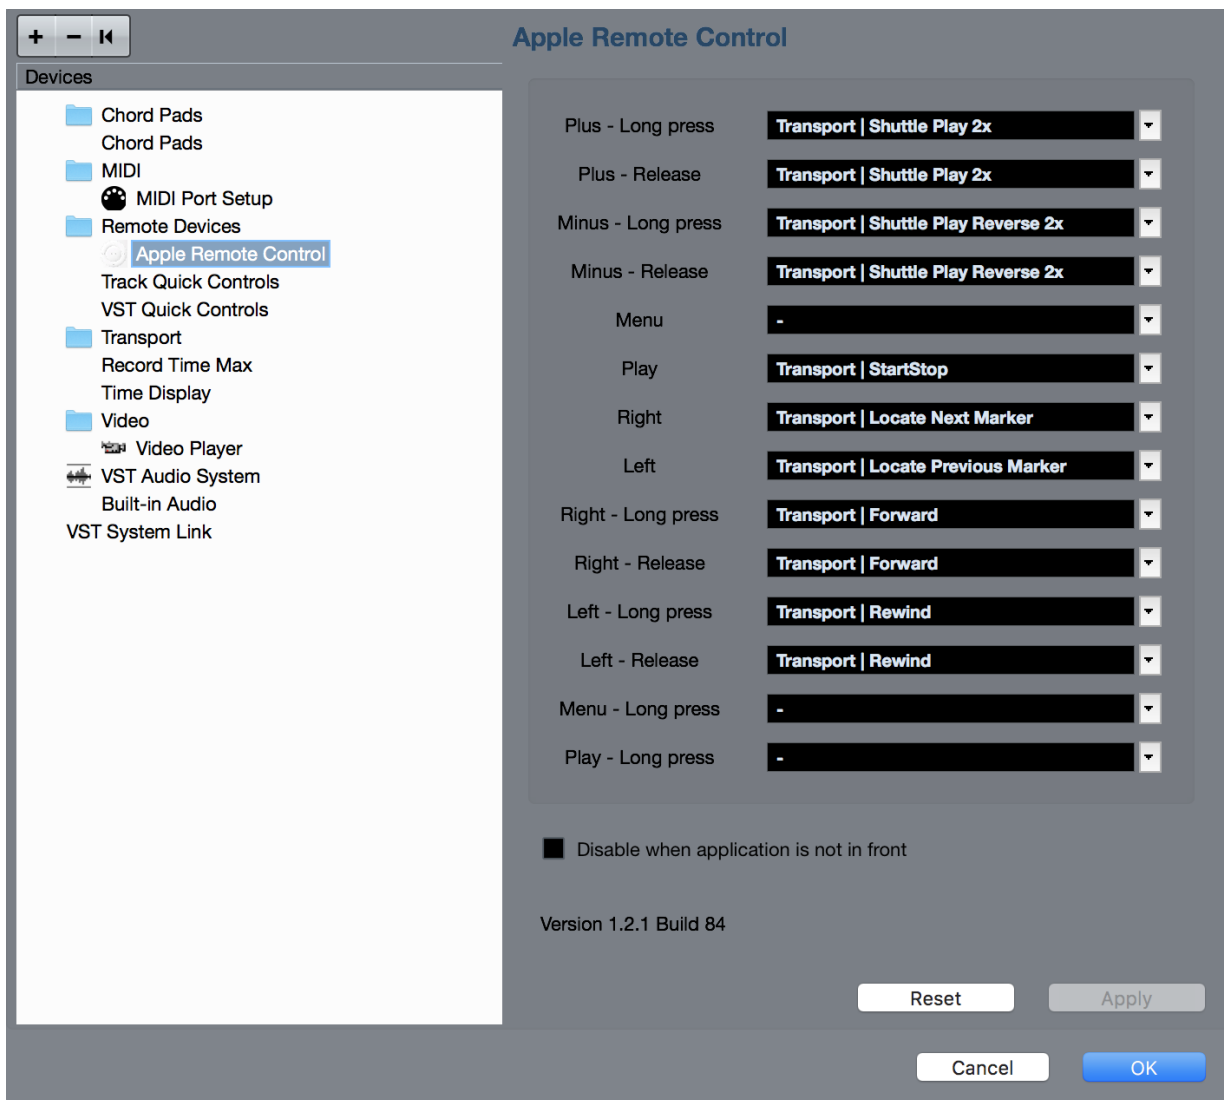 Apple Remote Control
Devices
Chord Pads
Chord Pads
MIDI
MIDI Port Setup
Remote Devices
Apple Remote Control
Track Quick Controls
VST Quick Controls
Transport
Record Time Max
Time Display
Video
Video Player
VST Audio System
Built-in Audio
VST System Link
Plus - Long press Transport | Shuttle Play 2x
Plus - Release Transport | Shuttle Play 2x
Minus - Long press Transport | Shuttle Play Reverse 2x
Minus - Release Transport | Shuttle Play Reverse 2x
Menu -
Play Transport | StartStop
Right Transport | Locate Next Marker
Left Transport | Locate Previous Marker
Right - Long press Transport | Forward
Right - Release Transport | Forward
Left - Long press Transport | Rewind
Left - Release Transport | Rewind
Menu - Long press -
Play - Long press -
Disable when application is not in front
Version 1.2.1 Build 84
Reset Apply
Cancel OK